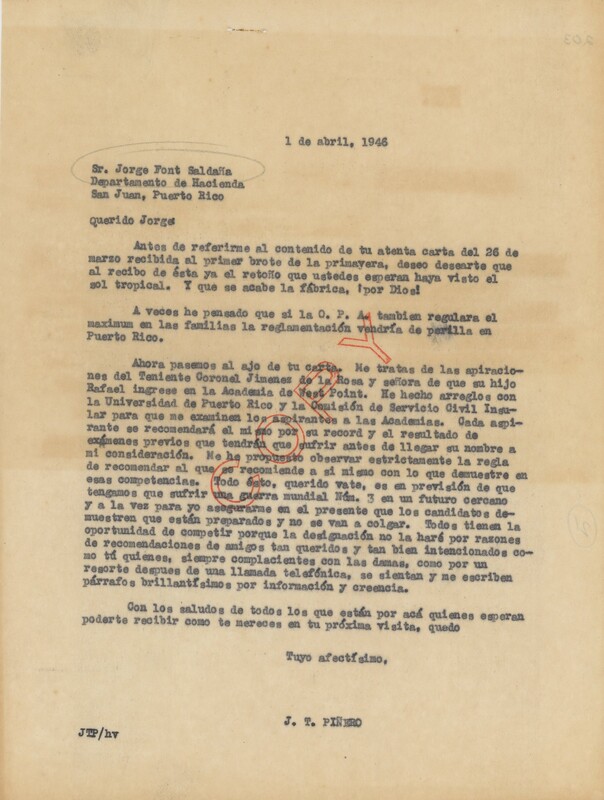 1 de abril, 1946
Sr. Jorge Font Saldaña
Departamento de Hacienda
San Juan, Puerto Rico
Querido Jorge:
Antes de referirme al contenido de tu atenta carta del 26 de
marzo recibida al primer brote de la primavera, deseo desearte que
al recibo de ésta ya el retoño que ustedes esperan haya visto el
sol tropical. Y que se acabe la fábrica, ¡por Dios!
A veces he pensado que si la O. P. A. tambien regulara el
maximum en las familias la reglamentación vendría de perilla en
Puerto Rico.
Ahora pasemos al ajo de tu carta. Me tratas de las aspiracio-
nes del Teniente Coronel Jimenez de la Rosa y señora de que su hijo
Rafael ingrese en la Academia de West Point. He hecho arreglos con
la Universidad de Puerto Rico y la Comisión de Servicio Civil Insu-
lar para que me examinen los aspirantes a las Academias. Cada aspi-
rante se recomendará el mismo por su record y el resultado de
exámenes previos que tendrán que sufrir antes de llegar su nombre a
mi consideración. Me he propuesto observar estrictamente la regla
de recomendar al que se recomiende a si mismo con lo que demuestre en
esas competencias. Todo ésto, querido vate, es en previsión de que
tengamos que sufrir una guerra mundial Núm. 3 en un futuro cercano
y a la vez para yo asegurarme en el presente que los candidatos de-
muestren que están preparados y no se van a colgar. Todos tienen la
oportunidad de competir porque la designación no la haré por razones
de recomendaciones de amigos tan queridos y tan bien intencionados co-
mo tú quienes, siempre complacientes con las damas, como por un
resorte despues de una llamada telefónica, se sientan y me escriben
párrafos brillantísimos por información y creencia.
Con los saludos de todos los que están por acá quienes esperan
poderte recibir como te mereces en tu próxima visita, quedo
Tuyo afectísimo,
J. T. PIÑERO
JTP/hv
COPY